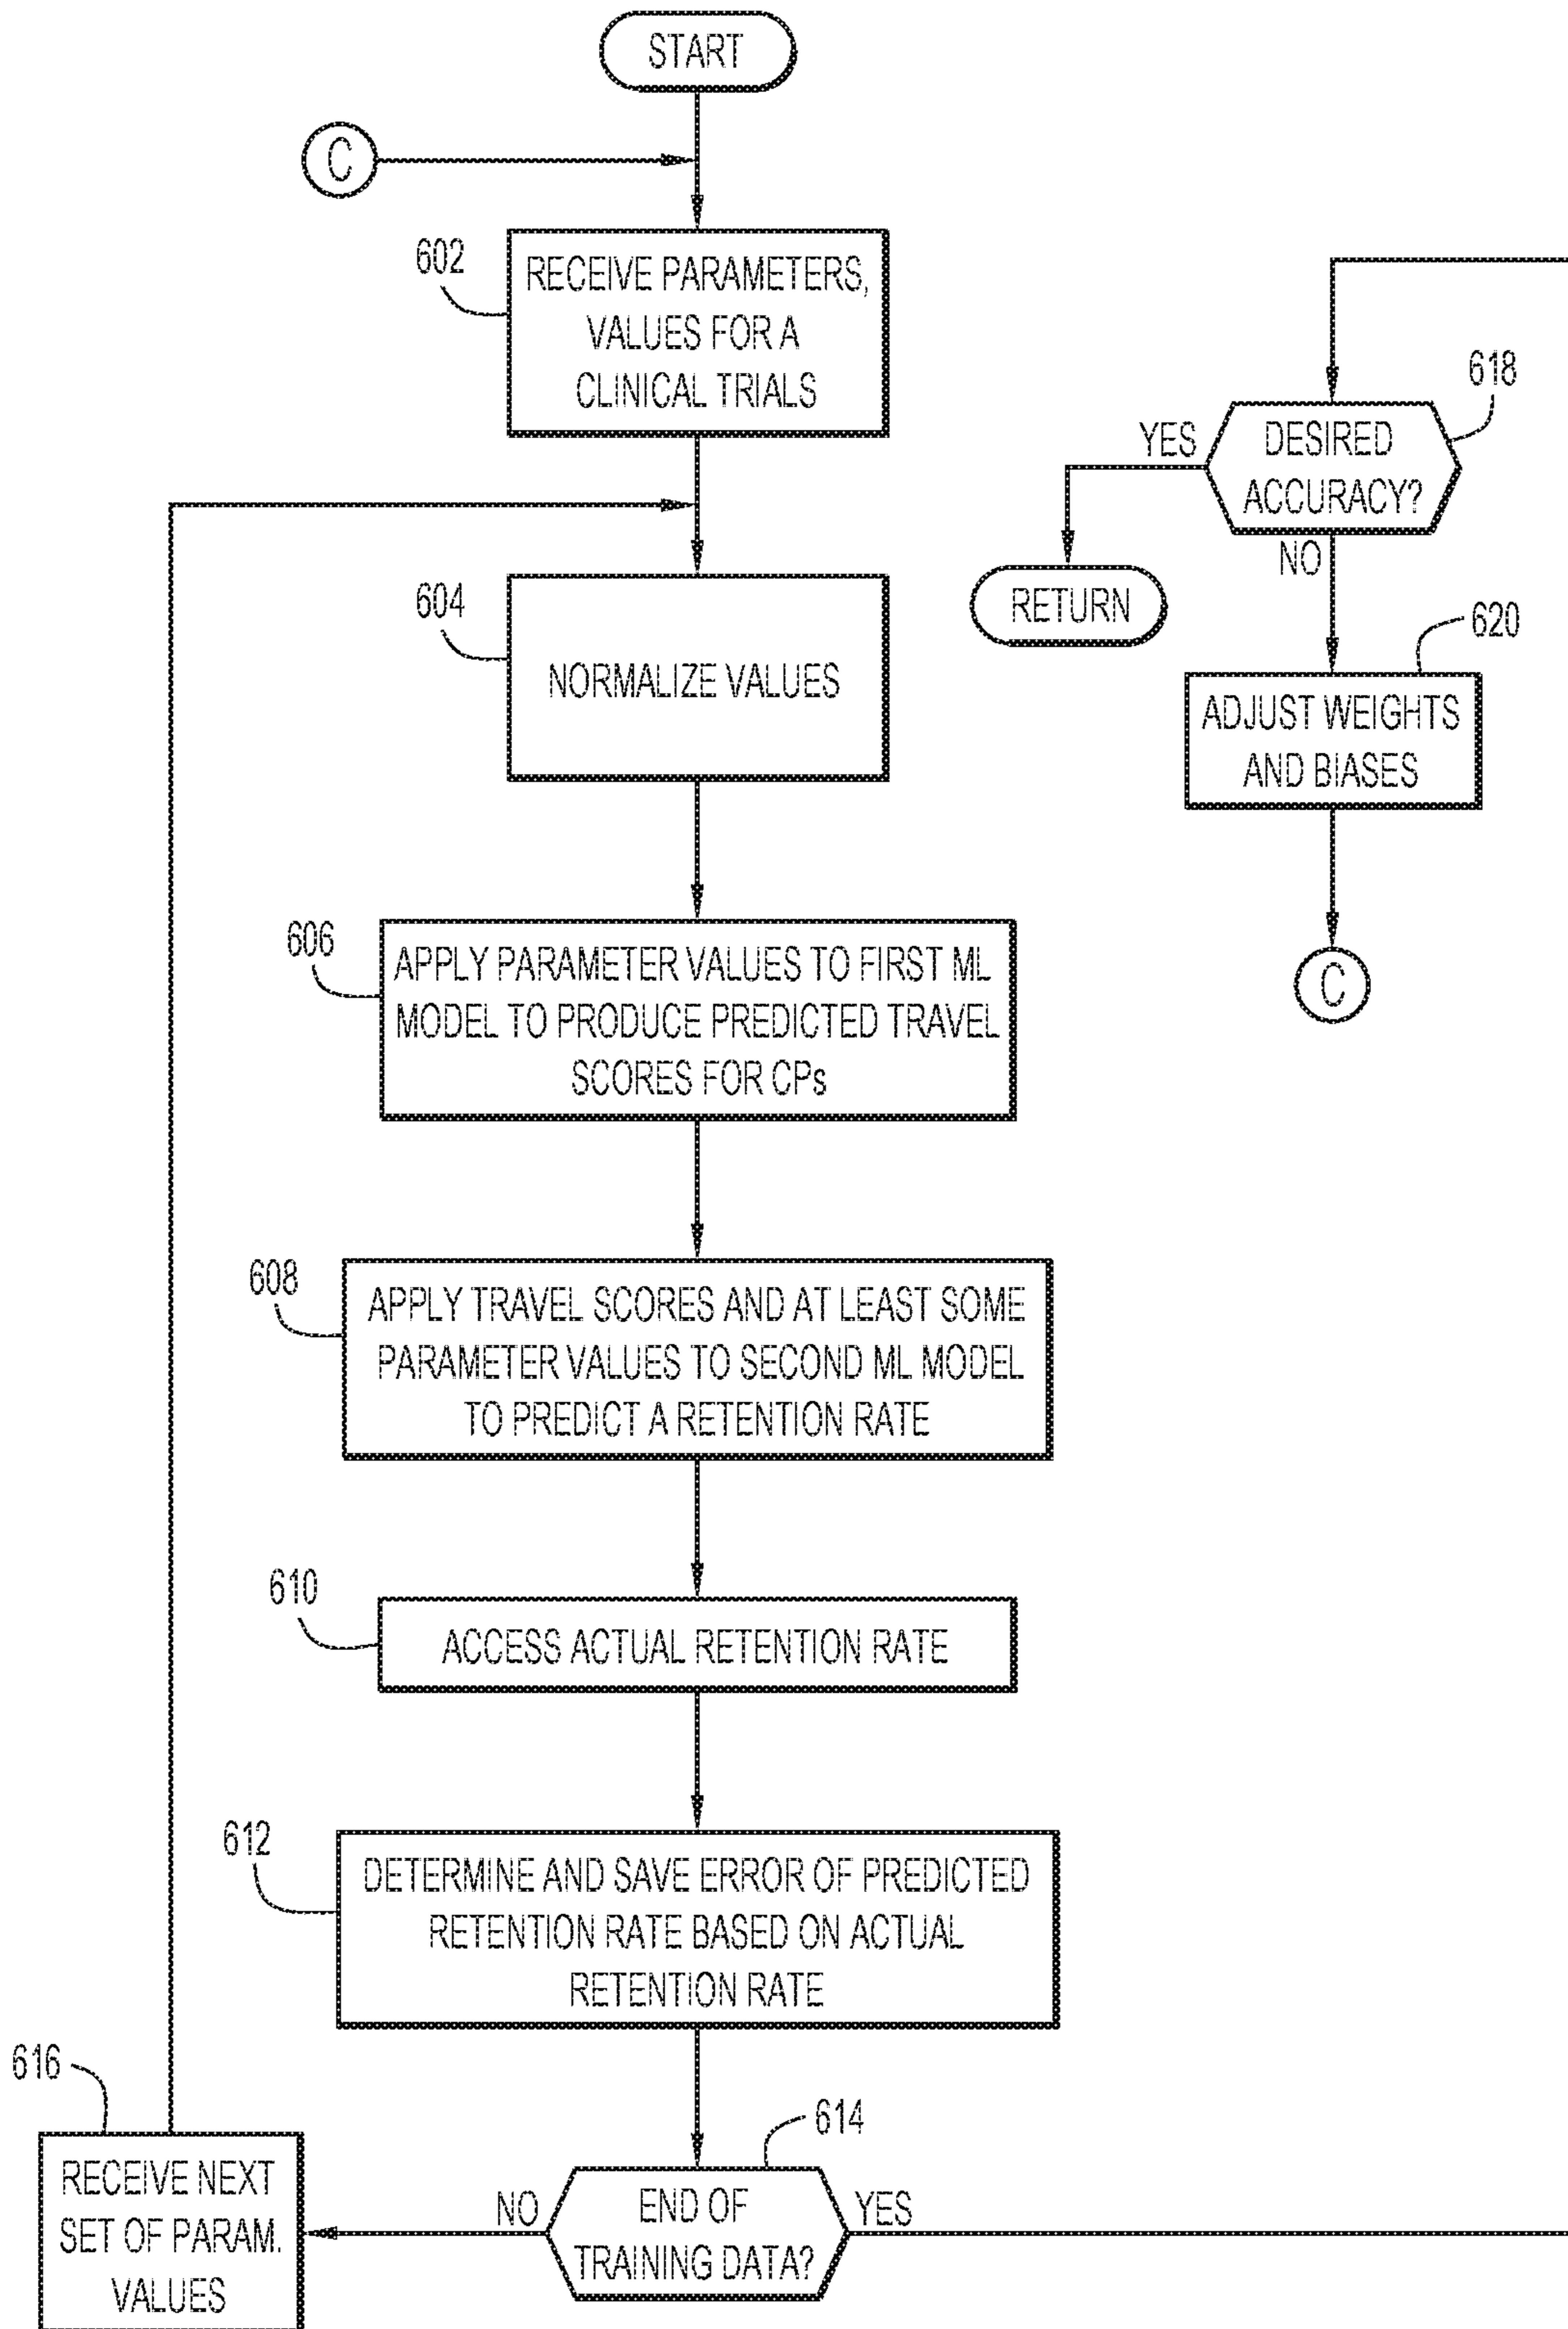 START
C
602
RECEIVE PARAMETERS,
VALUES FOR A
CLINICAL TRIALS
604
NORMALIZE VALUES
606
APPLY PARAMETER VALUES TO FIRST ML
MODEL TO PRODUCE PREDICTED TRAVEL
SCORES FOR CPs
608
APPLY TRAVEL SCORES AND AT LEAST SOME
PARAMETER VALUES TO SECOND ML MODEL
TO PREDICT A RETENTION RATE
610
ACCESS ACTUAL RETENTION RATE
612
DETERMINE AND SAVE ERROR OF PREDICTED
RETENTION RATE BASED ON ACTUAL
RETENTION RATE
614
END OF
TRAINING DATA?
NO
YES
616
RECEIVE NEXT
SET OF PARAM.
VALUES
618
DESIRED
ACCURACY?
YES
RETURN
NO
620
ADJUST WEIGHTS
AND BIASES
C